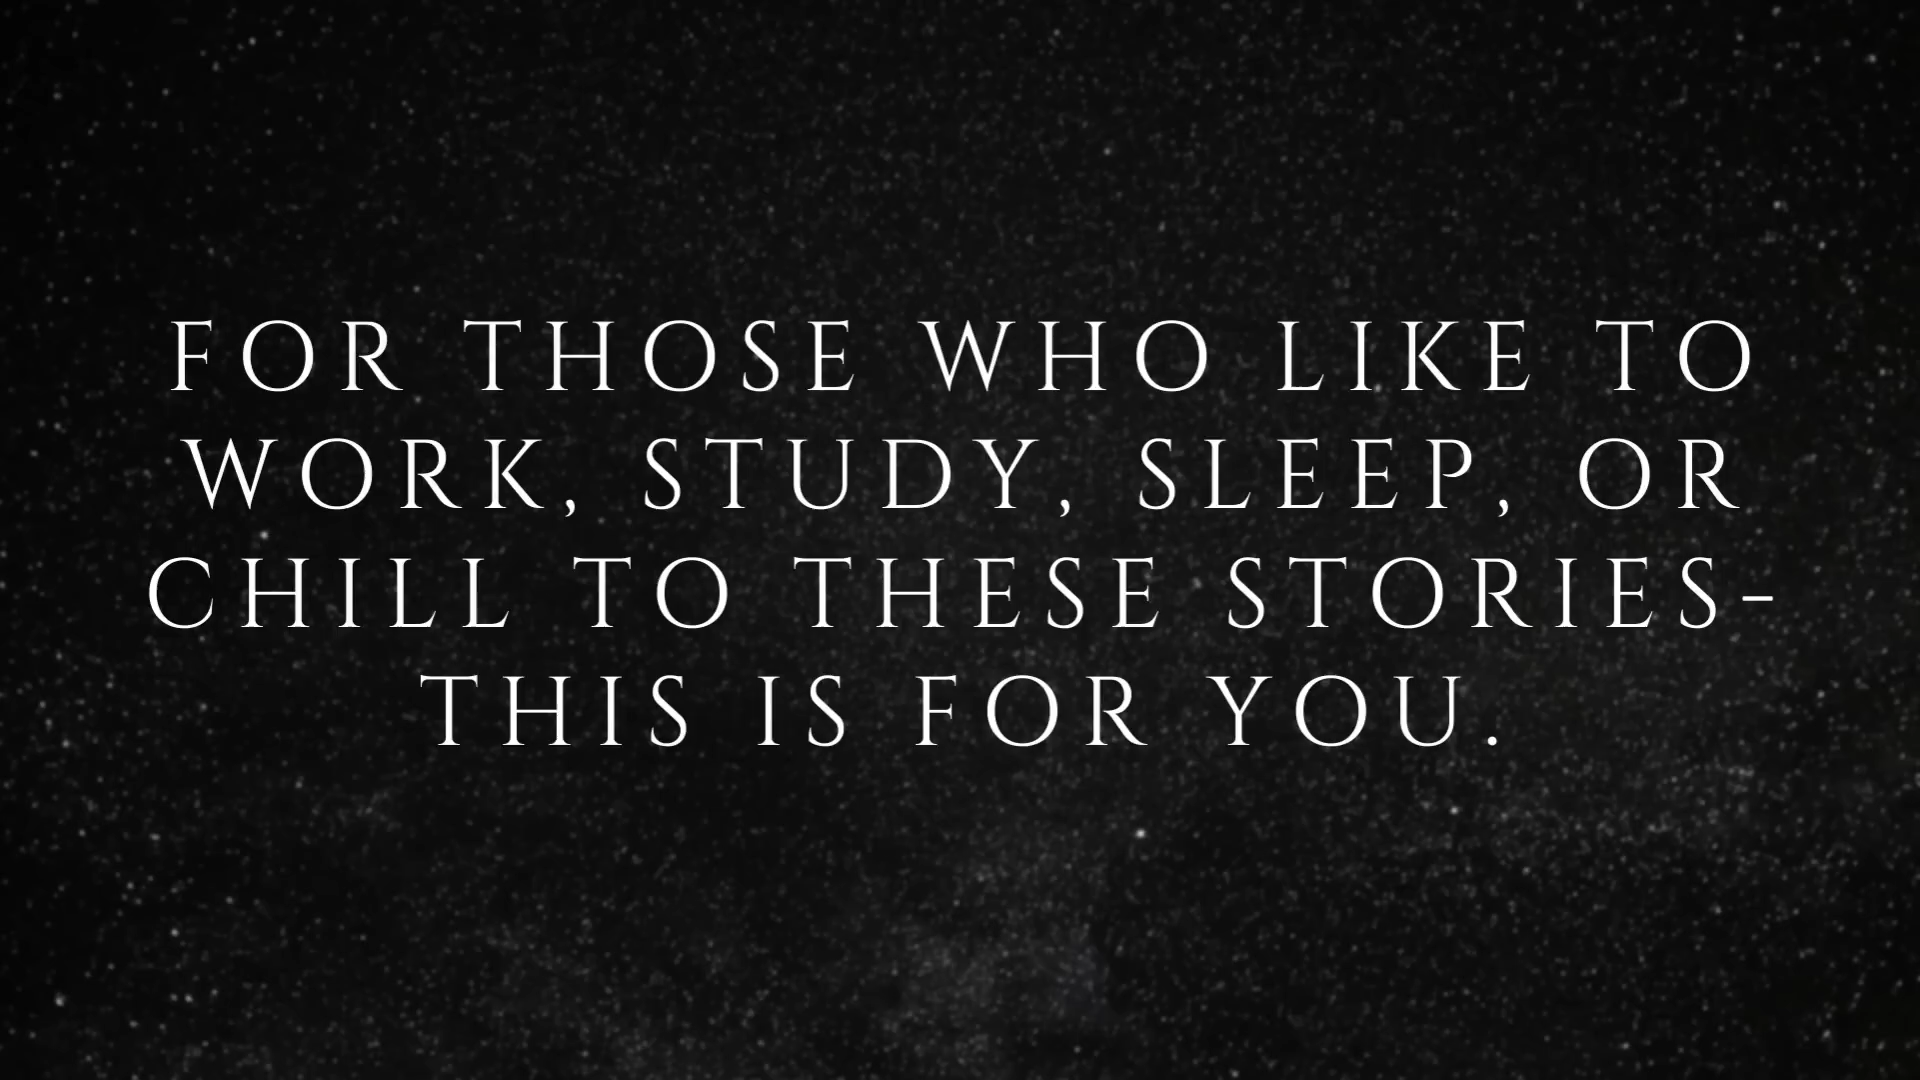 FOR THOSE WHO LIKE TO
WORK, STUDY, SLEEP, OR
CHILL TO THESE STORIES-
THIS IS FOR YOU.